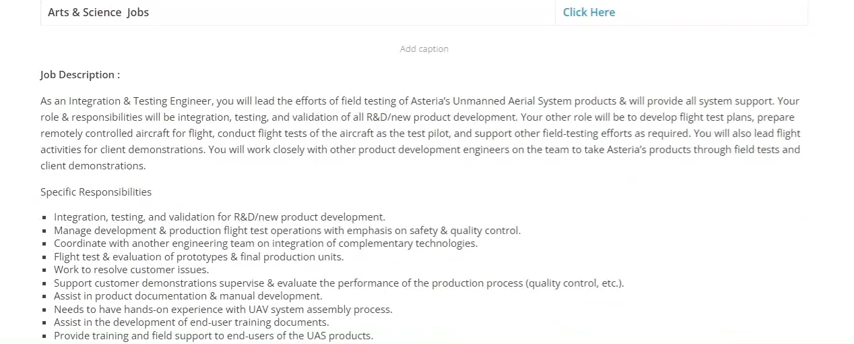 Arts & Science Jobs
Click Here
Add caption
Job Description :
As an Integration & Testing Engineer, you will lead the efforts of field testing of Asteria's Unmanned Aerial System products & will provide all system support. Your
role & responsibilities will be integration, testing, and validation of all R&D/new product development. Your other role will be to develop flight test plans, prepare
remotely controlled aircraft for flight, conduct flight tests of the aircraft as the test pilot, and support other field-testing efforts as required. You will also lead flight
activities for client demonstrations. You will work closely with other product development engineers on the team to take Asteria's products through field tests and
client demonstrations.
Specific Responsibilities
▪ Integration, testing, and validation for R&D/new product development.
▪ Manage development & production flight test operations with emphasis on safety & quality control.
▪ Coordinate with another engineering team on integration of complementary technologies.
▪ Flight test & evaluation of prototypes & final production units.
▪ Work to resolve customer issues.
▪ Support customer demonstrations supervise & evaluate the performance of the production process (quality control, etc.).
▪ Assist in product documentation & manual development.
▪ Needs to have hands-on experience with UAV system assembly process.
▪ Assist in the development of end-user training documents.
▪ Provide training and field support to end-users of the UAS products.